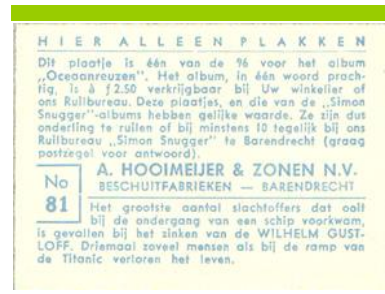 HIER ALLEEN PLAKKEN
Dit plaatje is één van de 96 voor het album
„Oceaanreuzen”. Het album, in één woord prach-
tig, is à f 2.50 verkrijgbaar bij Uw winkelier of
ons Ruilbureau. Deze plaatjes, en die van de „Simon
Snugger”-albums hebben gelijke waarde. Ze zijn dus
onderling te ruilen of bij minstens 10 tegelijk bij ons
Ruilbureau „Simon Snugger” te Barendrecht (graag
postzegel voor antwoord).
A. HOOIMEIJER & ZONEN N.V.
BESCHUITFABRIEKEN — BARENDRECHT
No
81
Het grootste aantal slachtoffers dat ooit
bij de ondergang van een schip voorkwam,
is gevallen bij het zinken van de WILHELM GUST-
LOFF. Driemaal zoveel mensen als bij de ramp van
de Titanic verloren het leven.